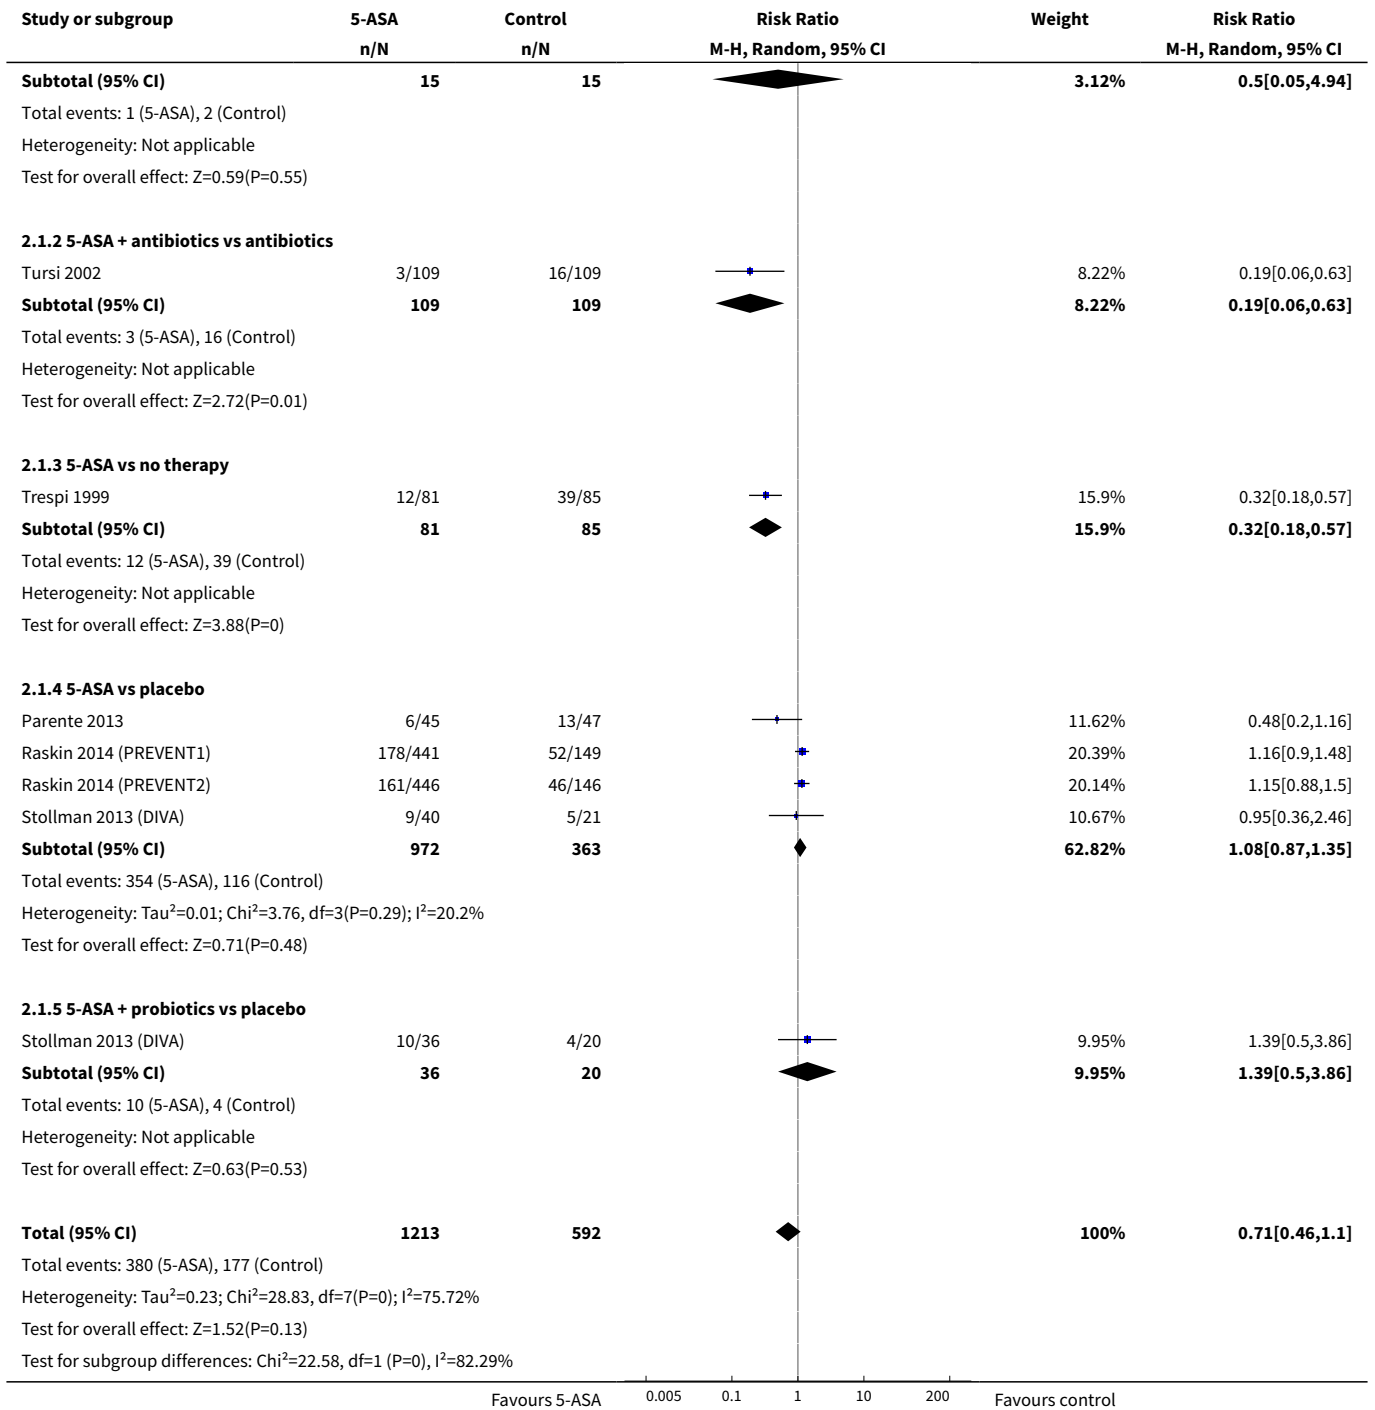 Study or subgroup 5-ASA Control Risk Ratio Weight Risk Ratio
n/N n/N M-H, Random, 95% CI M-H, Random, 95% CI
Subtotal (95% CI) 15 15 3.12% 0.5[0.05,4.94]
Total events: 1 (5-ASA), 2 (Control)
Heterogeneity: Not applicable
Test for overall effect: Z=0.59(P=0.55)
2.1.2 5-ASA + antibiotics vs antibiotics
Tursi 2002 3/109 16/109 8.22% 0.19[0.06,0.63]
Subtotal (95% CI) 109 109 8.22% 0.19[0.06,0.63]
Total events: 3 (5-ASA), 16 (Control)
Heterogeneity: Not applicable
Test for overall effect: Z=2.72(P=0.01)
2.1.3 5-ASA vs no therapy
Trespi 1999 12/81 39/85 15.9% 0.32[0.18,0.57]
Subtotal (95% CI) 81 85 15.9% 0.32[0.18,0.57]
Total events: 12 (5-ASA), 39 (Control)
Heterogeneity: Not applicable
Test for overall effect: Z=3.88(P=0)
2.1.4 5-ASA vs placebo
Parente 2013 6/45 13/47 11.62% 0.48[0.2,1.16]
Raskin 2014 (PREVENT1) 178/441 52/149 20.39% 1.16[0.9,1.48]
Raskin 2014 (PREVENT2) 161/446 46/146 20.14% 1.15[0.88,1.5]
Stollman 2013 (DIVA) 9/40 5/21 10.67% 0.95[0.36,2.46]
Subtotal (95% CI) 972 363 62.82% 1.08[0.87,1.35]
Total events: 354 (5-ASA), 116 (Control)
Heterogeneity: Tau²=0.01; Chi²=3.76, df=3(P=0.29); I²=20.2%
Test for overall effect: Z=0.71(P=0.48)
2.1.5 5-ASA + probiotics vs placebo
Stollman 2013 (DIVA) 10/36 4/20 9.95% 1.39[0.5,3.86]
Subtotal (95% CI) 36 20 9.95% 1.39[0.5,3.86]
Total events: 10 (5-ASA), 4 (Control)
Heterogeneity: Not applicable
Test for overall effect: Z=0.63(P=0.53)
Total (95% CI) 1213 592 100% 0.71[0.46,1.1]
Total events: 380 (5-ASA), 177 (Control)
Heterogeneity: Tau²=0.23; Chi²=28.83, df=7(P=0); I²=75.72%
Test for overall effect: Z=1.52(P=0.13)
Test for subgroup differences: Chi²=22.58, df=1 (P=0), I²=82.29%
Favours 5-ASA 0.005 0.1 1 10 200 Favours control